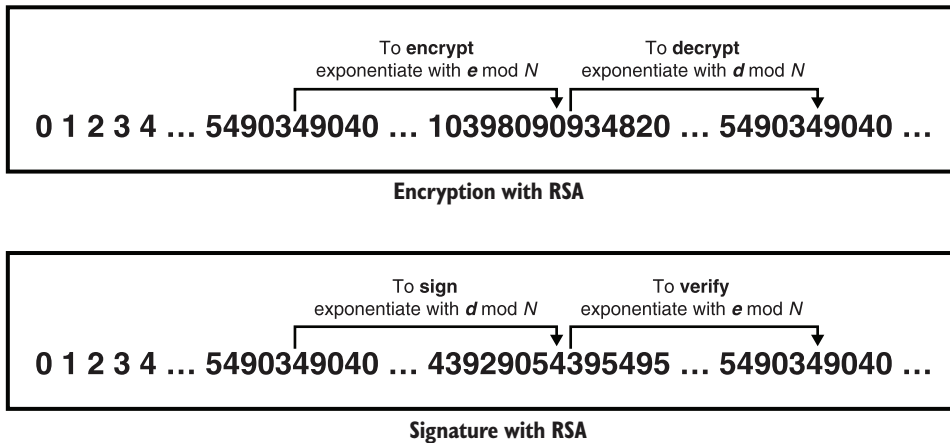 To encrypt
exponentiate with e mod N
To decrypt
exponentiate with d mod N
0 1 2 3 4 ... 5490349040 ... 10398090934820 ... 5490349040 ...
Encryption with RSA
To sign
exponentiate with d mod N
To verify
exponentiate with e mod N
0 1 2 3 4 ... 5490349040 ... 43929054395495 ... 5490349040 ...
Signature with RSA